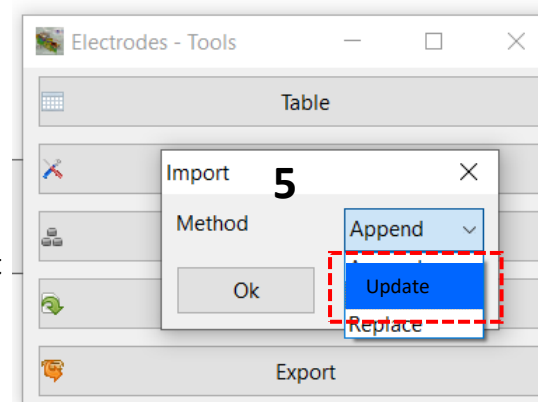 Electrodes - Tools
Table
Import
5
Method
Append
Update
Replace
Ok
Export